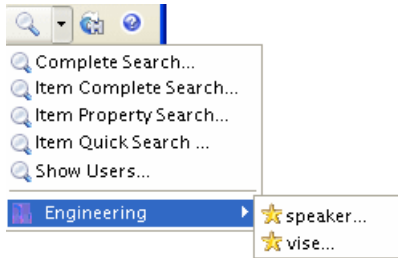 Complete Search...
Item Complete Search...
Item Property Search...
Item Quick Search ...
Show Users...
Engineering
speaker...
vise...